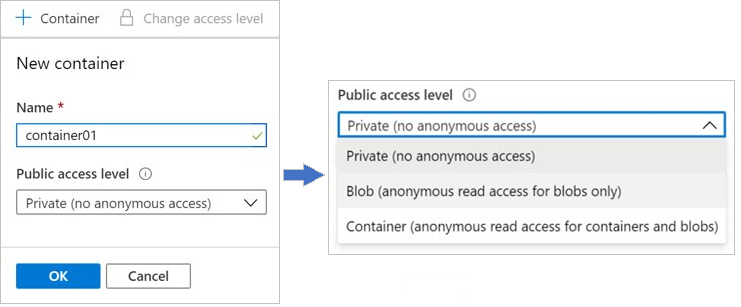 + Container Change access level
New container
Name *
container01
Public access level
Private (no anonymous access)
OK Cancel
Public access level
Private (no anonymous access)
Private (no anonymous access)
Blob (anonymous read access for blobs only)
Container (anonymous read access for containers and blobs)